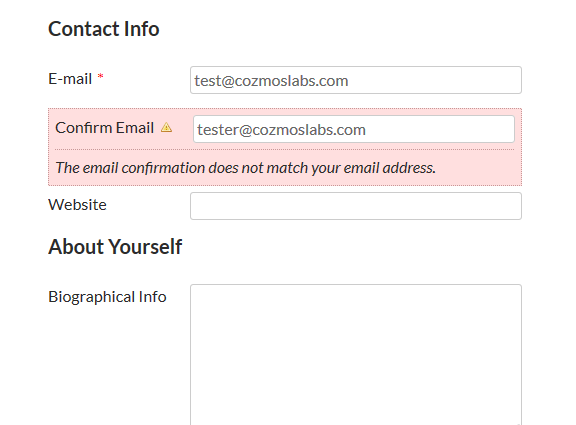 Contact Info
E-mail *
test@cozmoslabs.com
Confirm Email
tester@cozmoslabs.com
The email confirmation does not match your email address.
Website
About Yourself
Biographical Info